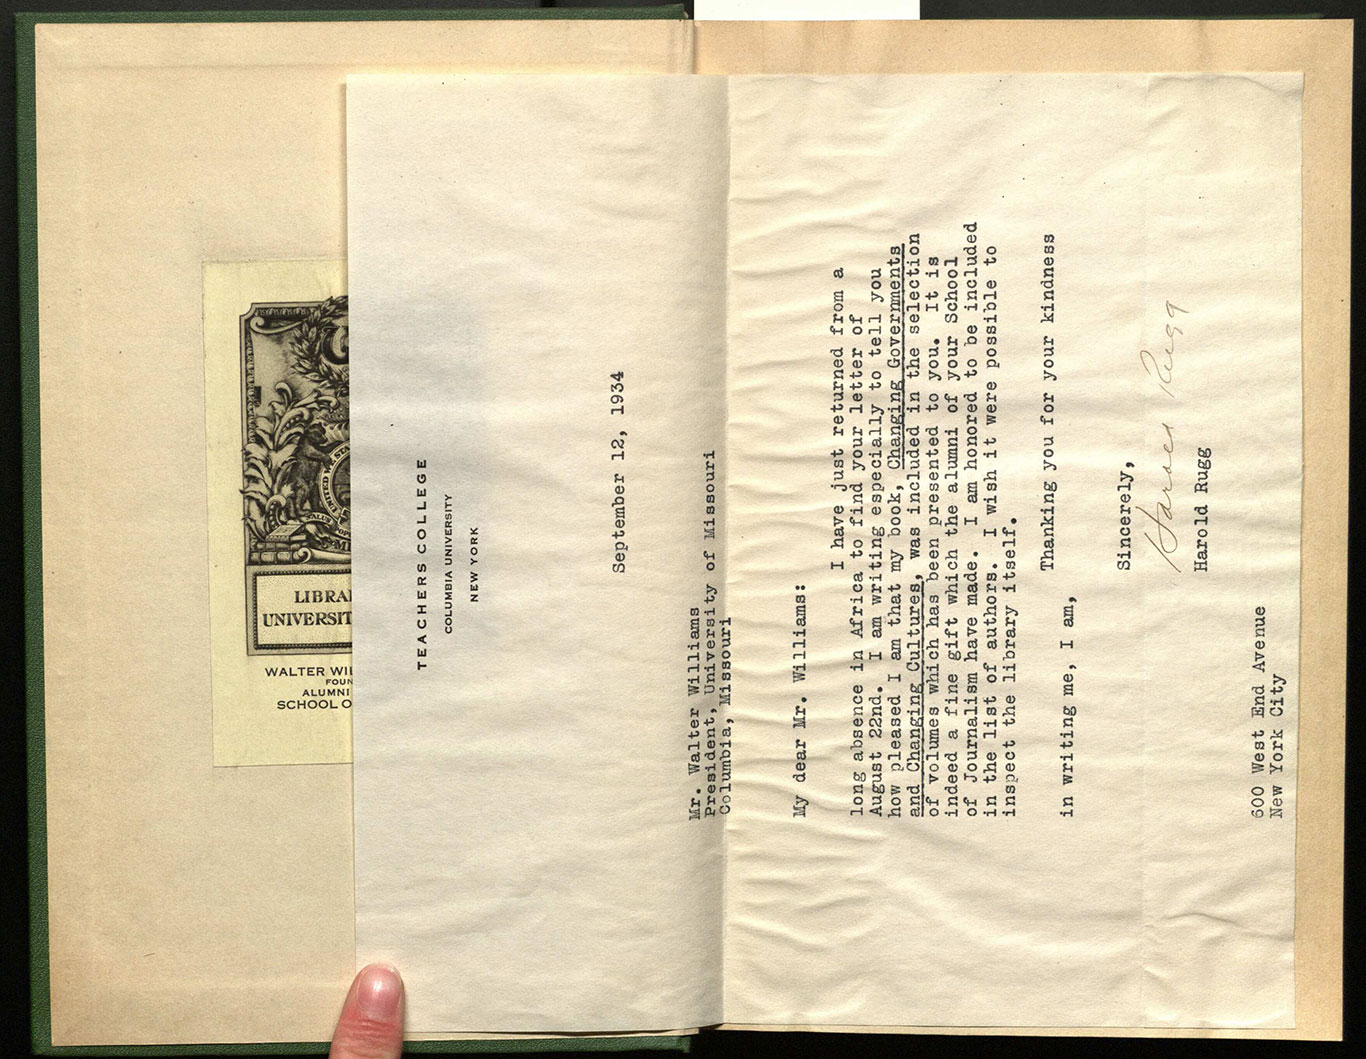 LIBRA
UNIVERSIT
WALTER WI
FOUN
ALUMNI
SCHOOL O
TEACHERS COLLEGE
COLUMBIA UNIVERSITY
NEW YORK
September 12, 1934
Mr. Walter Williams
President, University of Missouri
Columbia, Missouri
My dear Mr. Williams:
I have just returned from a
long absence in Africa to find your letter of
August 22nd. I am writing especially to tell you
how pleased I am that my book, Changing Governments
and Changing Cultures, was included in the selection
of volumes which has been presented to you. It is
indeed a fine gift which the alumni of your School
of Journalism have made. I am honored to be included
in the list of authors. I wish it were possible to
inspect the library itself.
Thanking you for your kindness
in writing me, I am,
Sincerely,
Harold Rugg
Harold Rugg
600 West End Avenue
New York City